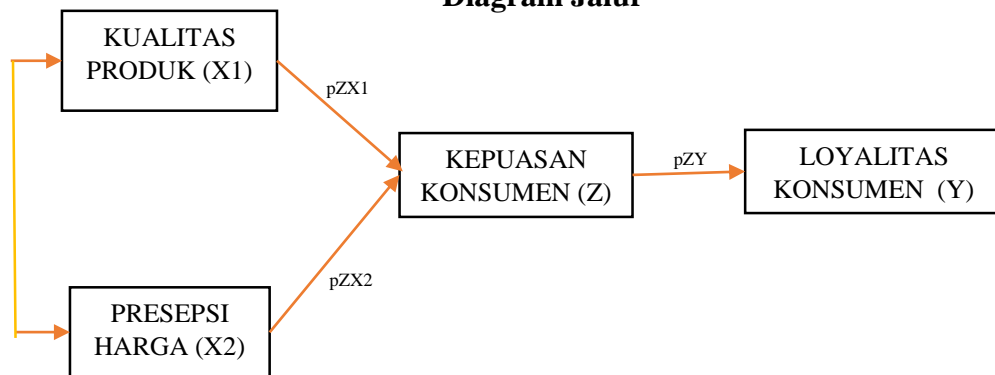 Diagram Jalur
KUALITAS
PRODUK (X1)
pZX1
KEPUASAN
KONSUMEN (Z)
pZY
LOYALITAS
KONSUMEN (Y)
pZX2
PRESEPSI
HARGA (X2)